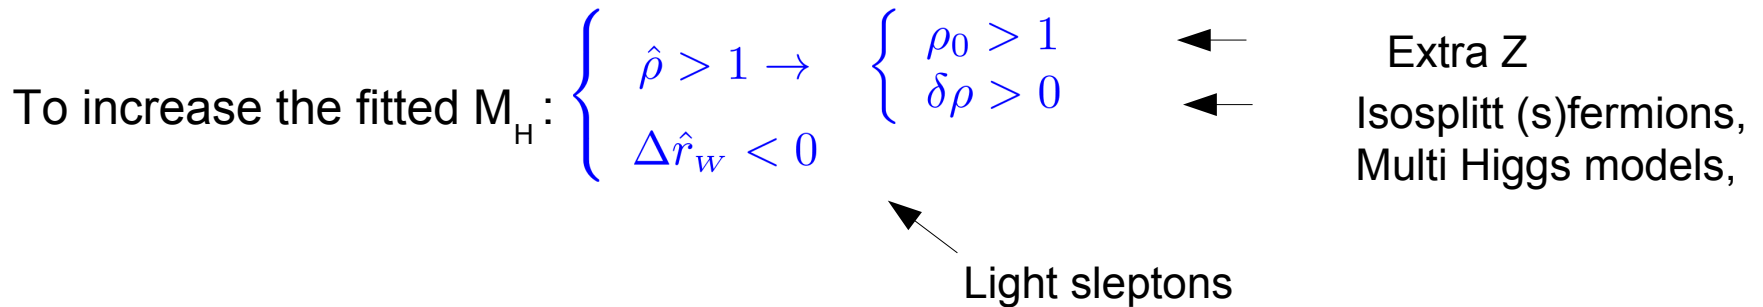 ρ₀ > 1 Extra Z
To increase the fitted M_H: ρ̂ > 1 → δρ > 0 Isosplitt (s)fermions,
Δr̂_W < 0 Multi Higgs models,
Light sleptons